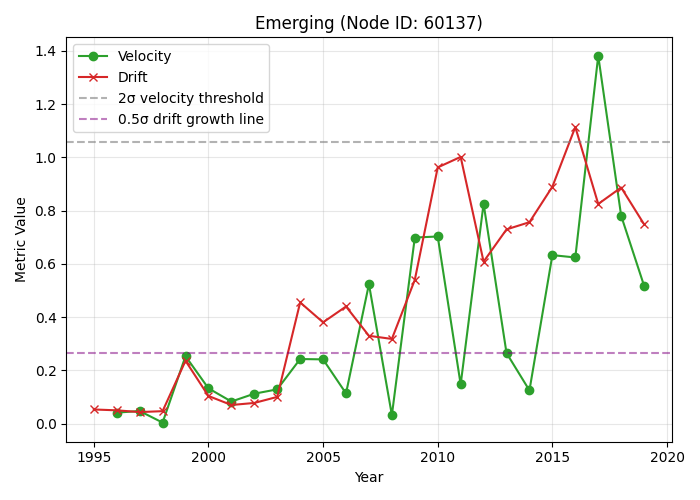 Emerging (Node ID: 60137)
Velocity
Drift
2σ velocity threshold
0.5σ drift growth line
Metric Value
1.4
1.2
1.0
0.8
0.6
0.4
0.2
0.0
1995 2000 2005 2010 2015 2020
Year